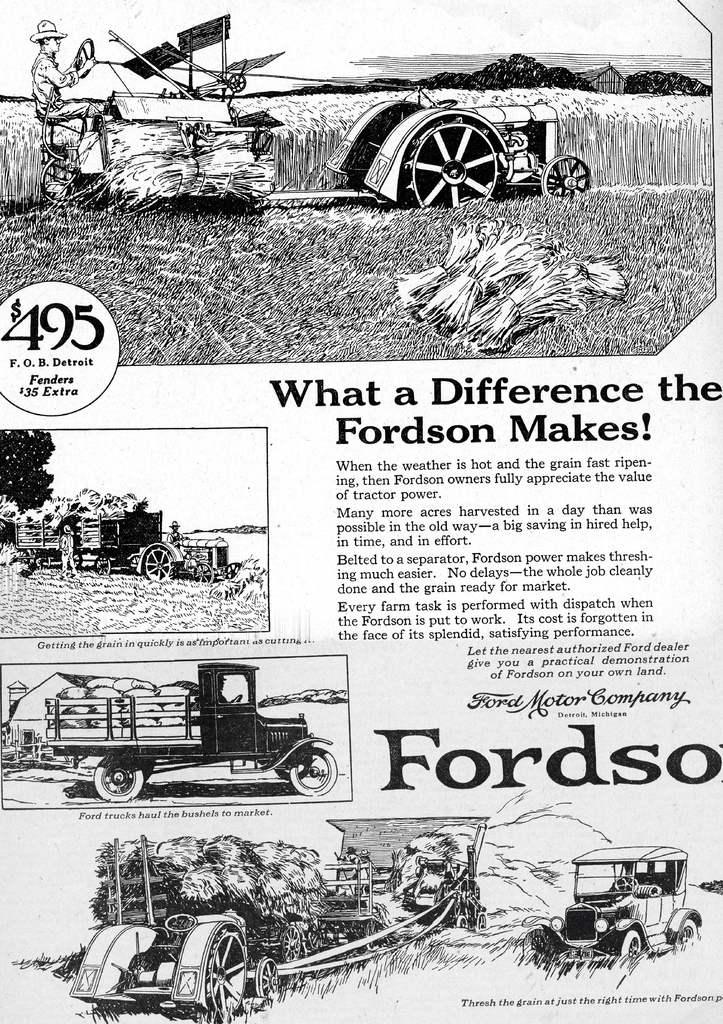 $495
F. O. B. Detroit
Fenders
$35 Extra
What a Difference the
Fordson Makes!
When the weather is hot and the grain fast ripen-
ing, then Fordson owners fully appreciate the value
of tractor power.
Many more acres harvested in a day than was
possible in the old way—a big saving in hired help,
in time, and in effort.
Belted to a separator, Fordson power makes thresh-
ing much easier. No delays—the whole job cleanly
done and the grain ready for market.
Every farm task is performed with dispatch when
the Fordson is put to work. Its cost is forgotten in
the face of its splendid, satisfying performance.
Getting the grain in quickly is as important as cutting it.
Let the nearest authorized Ford dealer
give you a practical demonstration
of Fordson on your own land.
Ford Motor Company
Detroit, Michigan
Fordso
Ford trucks haul the bushels to market.
Thresh the grain at just the right time with Fordson p